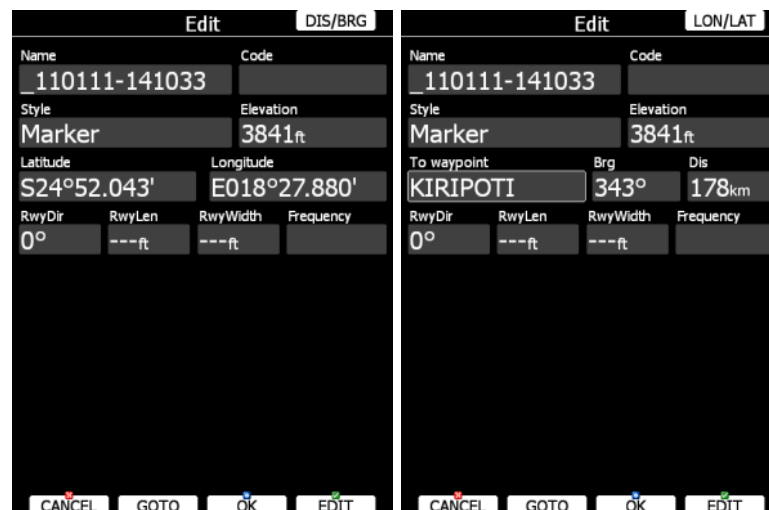 Edit DIS/BRG
Name Code
_110111-141033
Style Elevation
Marker 3841ft
Latitude Longitude
S24°52.043' E018°27.880'
RwyDir RwyLen RwyWidth Frequency
0° ---ft ---ft
CANCEL GOTO OK EDIT
Edit LON/LAT
Name Code
_110111-141033
Style Elevation
Marker 3841ft
To waypoint Brg Dis
KIRIPOTI 343° 178km
RwyDir RwyLen RwyWidth Frequency
0° ---ft ---ft
CANCEL GOTO OK EDIT